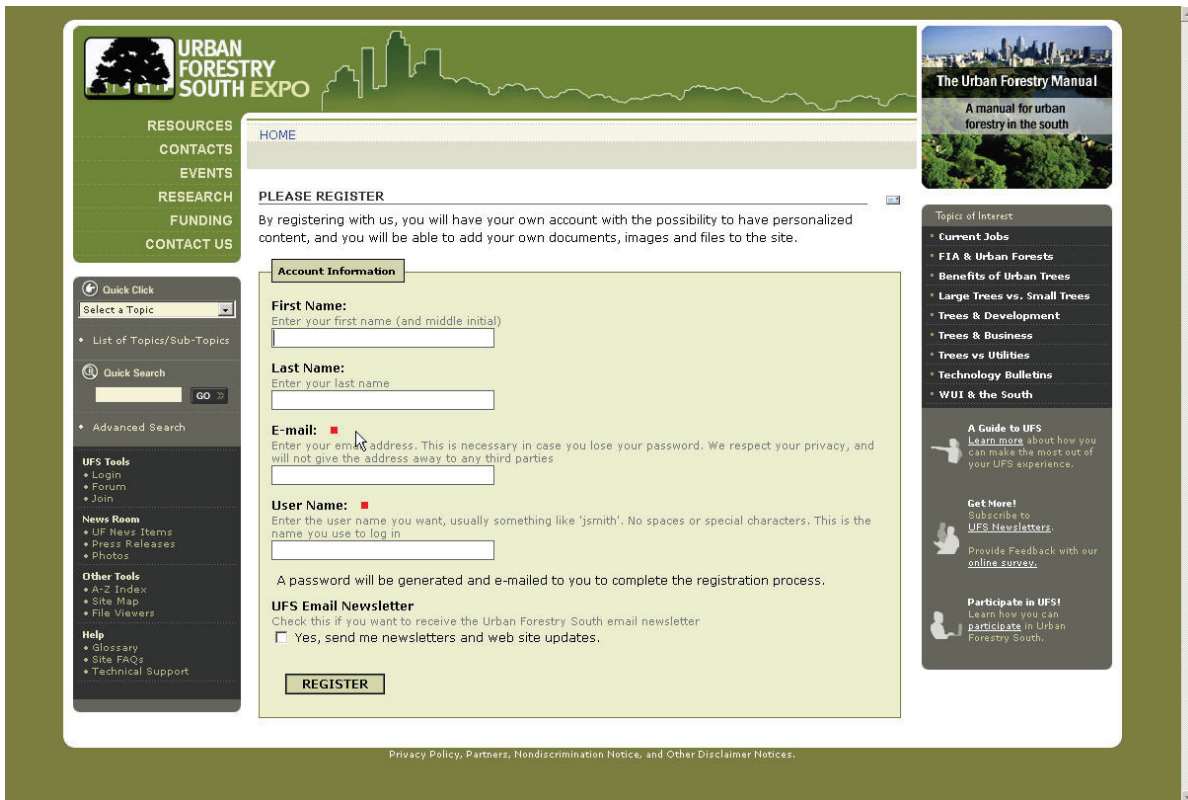 URBAN
FORESTRY
SOUTH EXPO
RESOURCES
CONTACTS
EVENTS
RESEARCH
FUNDING
CONTACT US
Quick Click
Select a Topic
List of Topics/Sub-Topics
Quick Search
GO »
Advanced Search
UFS Tools
Login
Forum
Join
News Room
UF News Items
Press Releases
Photos
Other Tools
A-Z Index
Site Map
File Viewers
Help
Glossary
Site FAQs
Technical Support
HOME
PLEASE REGISTER
By registering with us, you will have your own account with the possibility to have personalized
content, and you will be able to add your own documents, images and files to the site.
Account Information
First Name:
Enter your first name (and middle initial)
Last Name:
Enter your last name
E-mail:
Enter your email address. This is necessary in case you lose your password. We respect your privacy, and
will not give the address away to any third parties
User Name:
Enter the user name you want, usually something like 'jsmith'. No spaces or special characters. This is the
name you use to log in
A password will be generated and e-mailed to you to complete the registration process.
UFS Email Newsletter
Check this if you want to receive the Urban Forestry South email newsletter
Yes, send me newsletters and web site updates.
REGISTER
The Urban Forestry Manual
A manual for urban
forestry in the south
Topics of Interest
Current Jobs
FIA & Urban Forests
Benefits of Urban Trees
Large Trees vs. Small Trees
Trees & Development
Trees & Business
Trees vs Utilities
Technology Bulletins
WUI & the South
A Guide to UFS
Learn more about how you
can make the most out of
your UFS experience.
Get More!
Subscribe to
UFS Newsletters.
Provide Feedback with our
online survey.
Participate in UFS!
Learn how you can
participate in Urban
Forestry South.
Privacy Policy, Partners, Nondiscrimination Notice, and Other Disclaimer Notices.